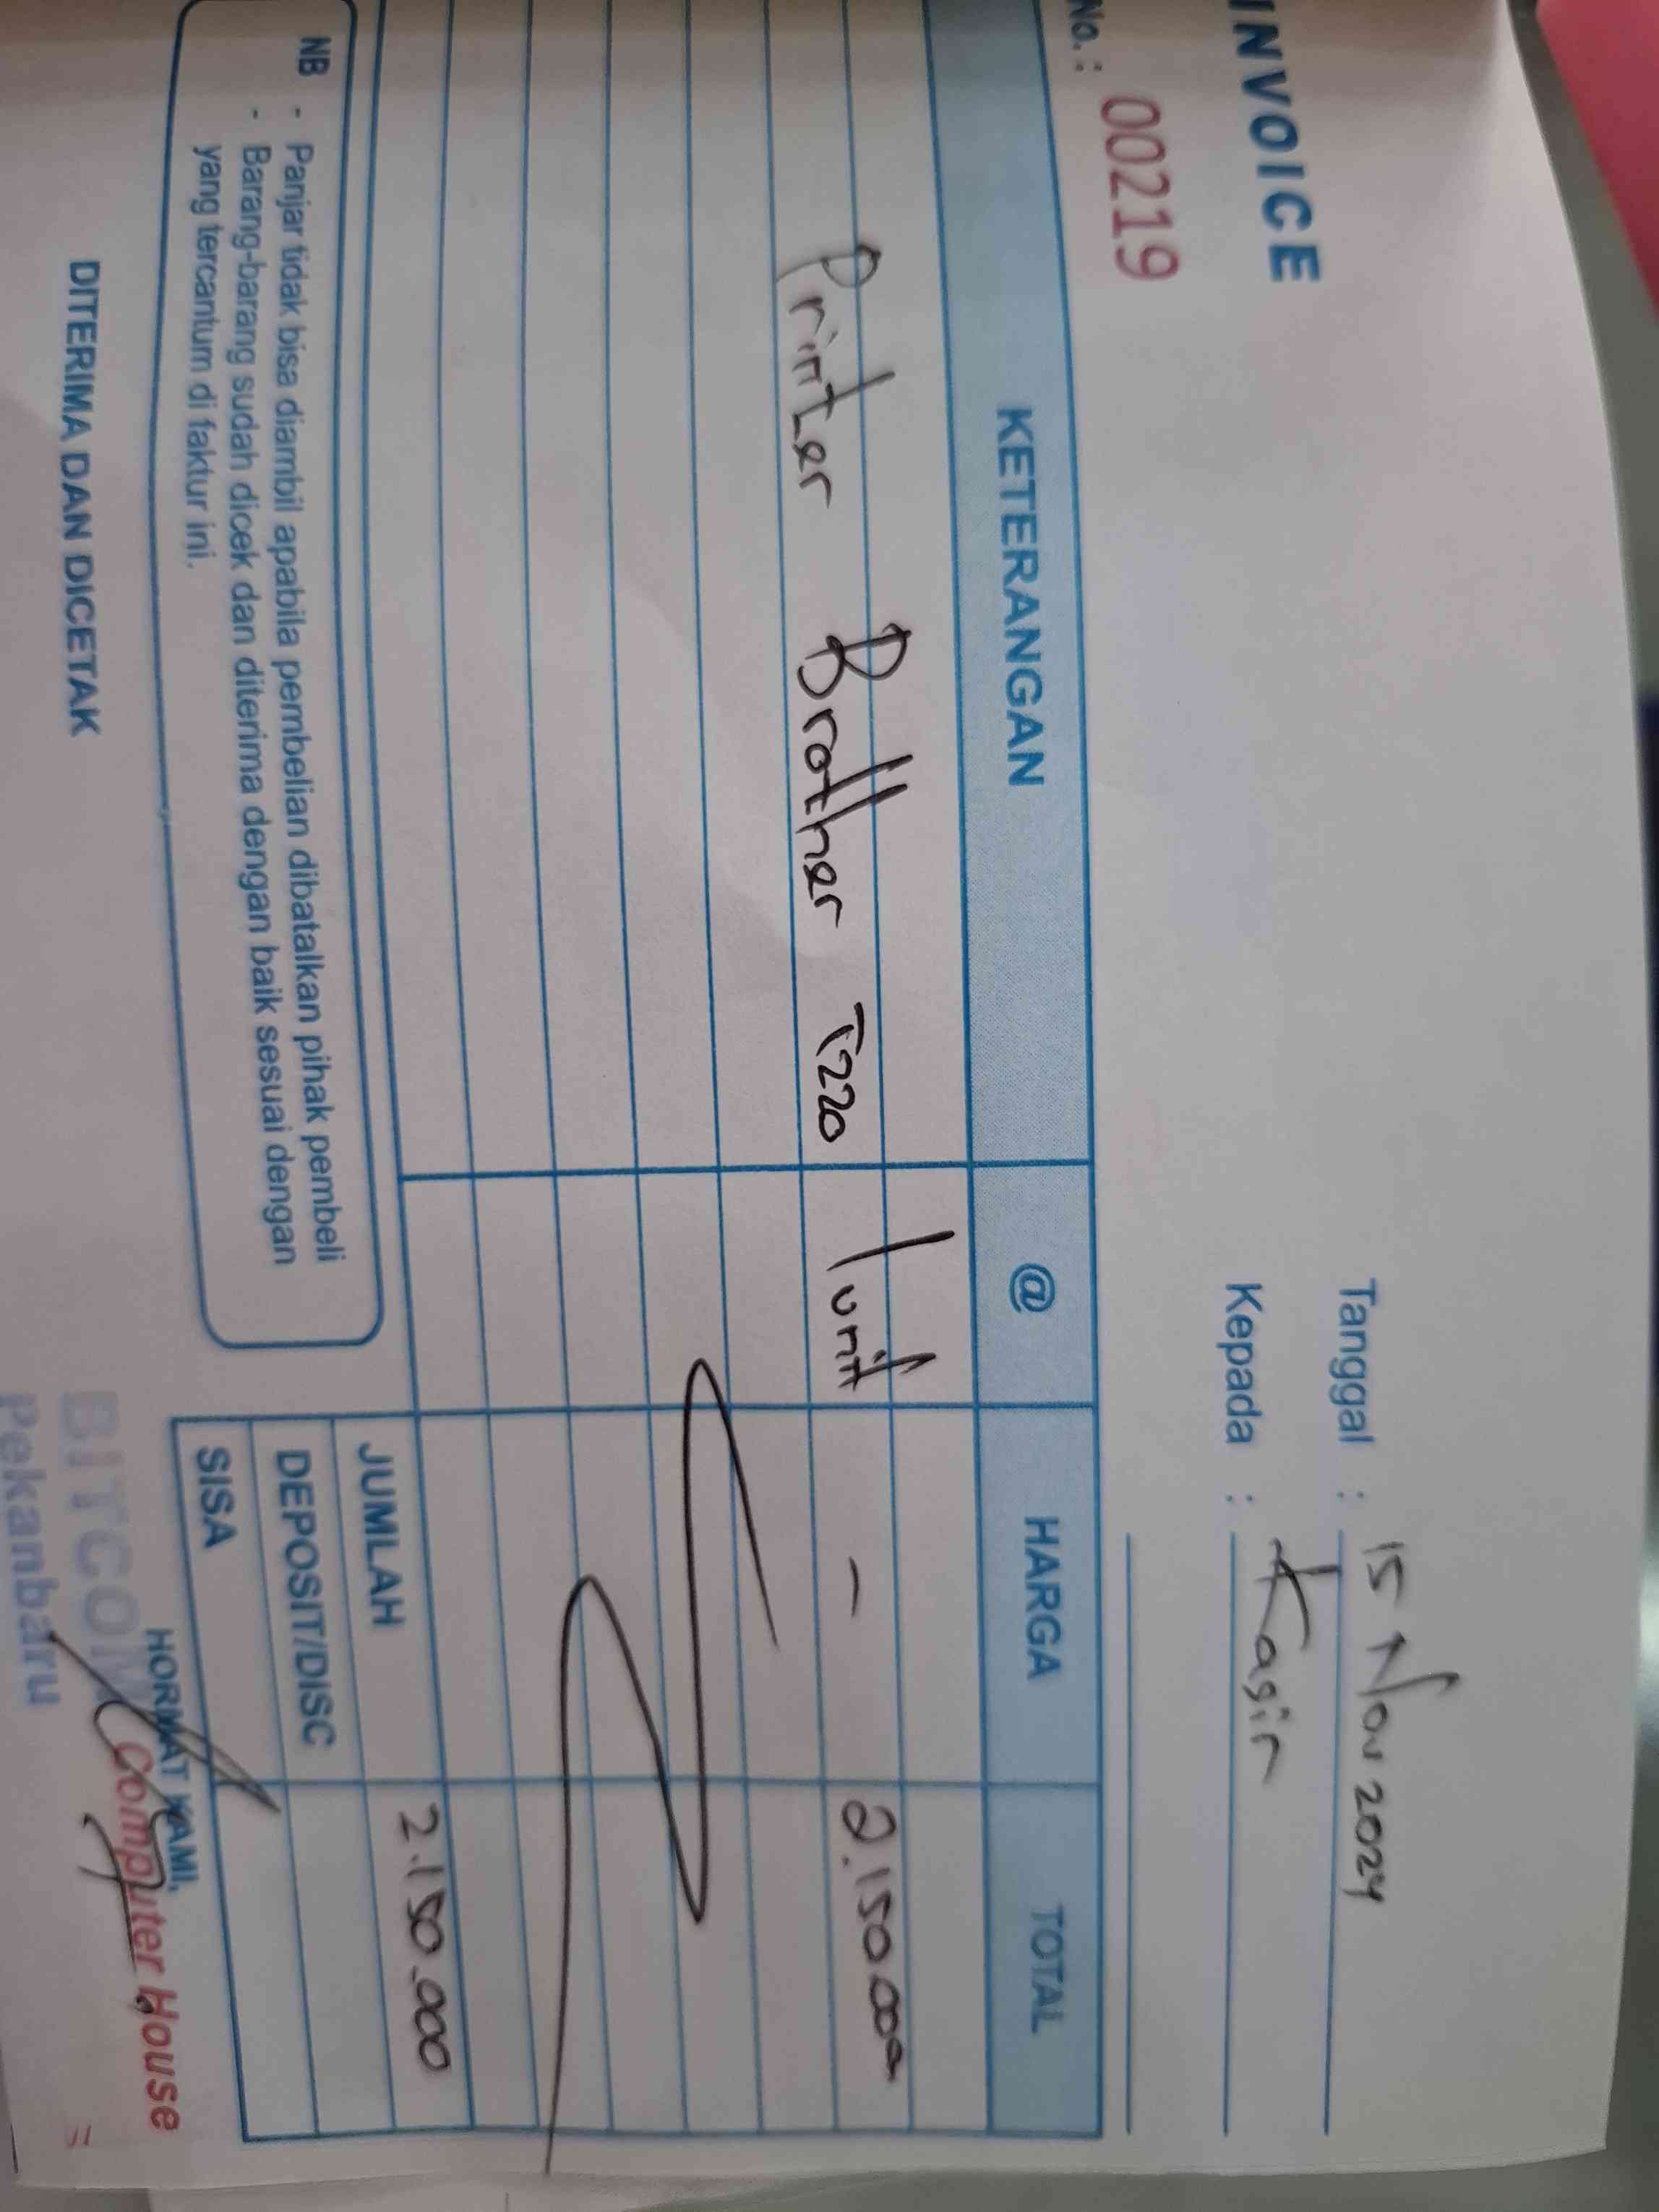 INVOICE
No. : 00219
Tanggal : 15 Nov 2024
Kepada : Kasir
KETERANGAN @ HARGA TOTAL
Printer Brother T220 1 unit - 2.150.000
JUMLAH 2.150.000
DEPOSIT/DISC
SISA
NB - Panjar tidak bisa diambil apabila pembelian dibatalkan pihak pembeli
- Barang-barang sudah dicek dan diterima dengan baik sesuai dengan
yang tercantum di faktur ini.
DITERIMA DAN DICETAK
HORMAT KAMI,
BITCOM
Computer House
Pekanbaru